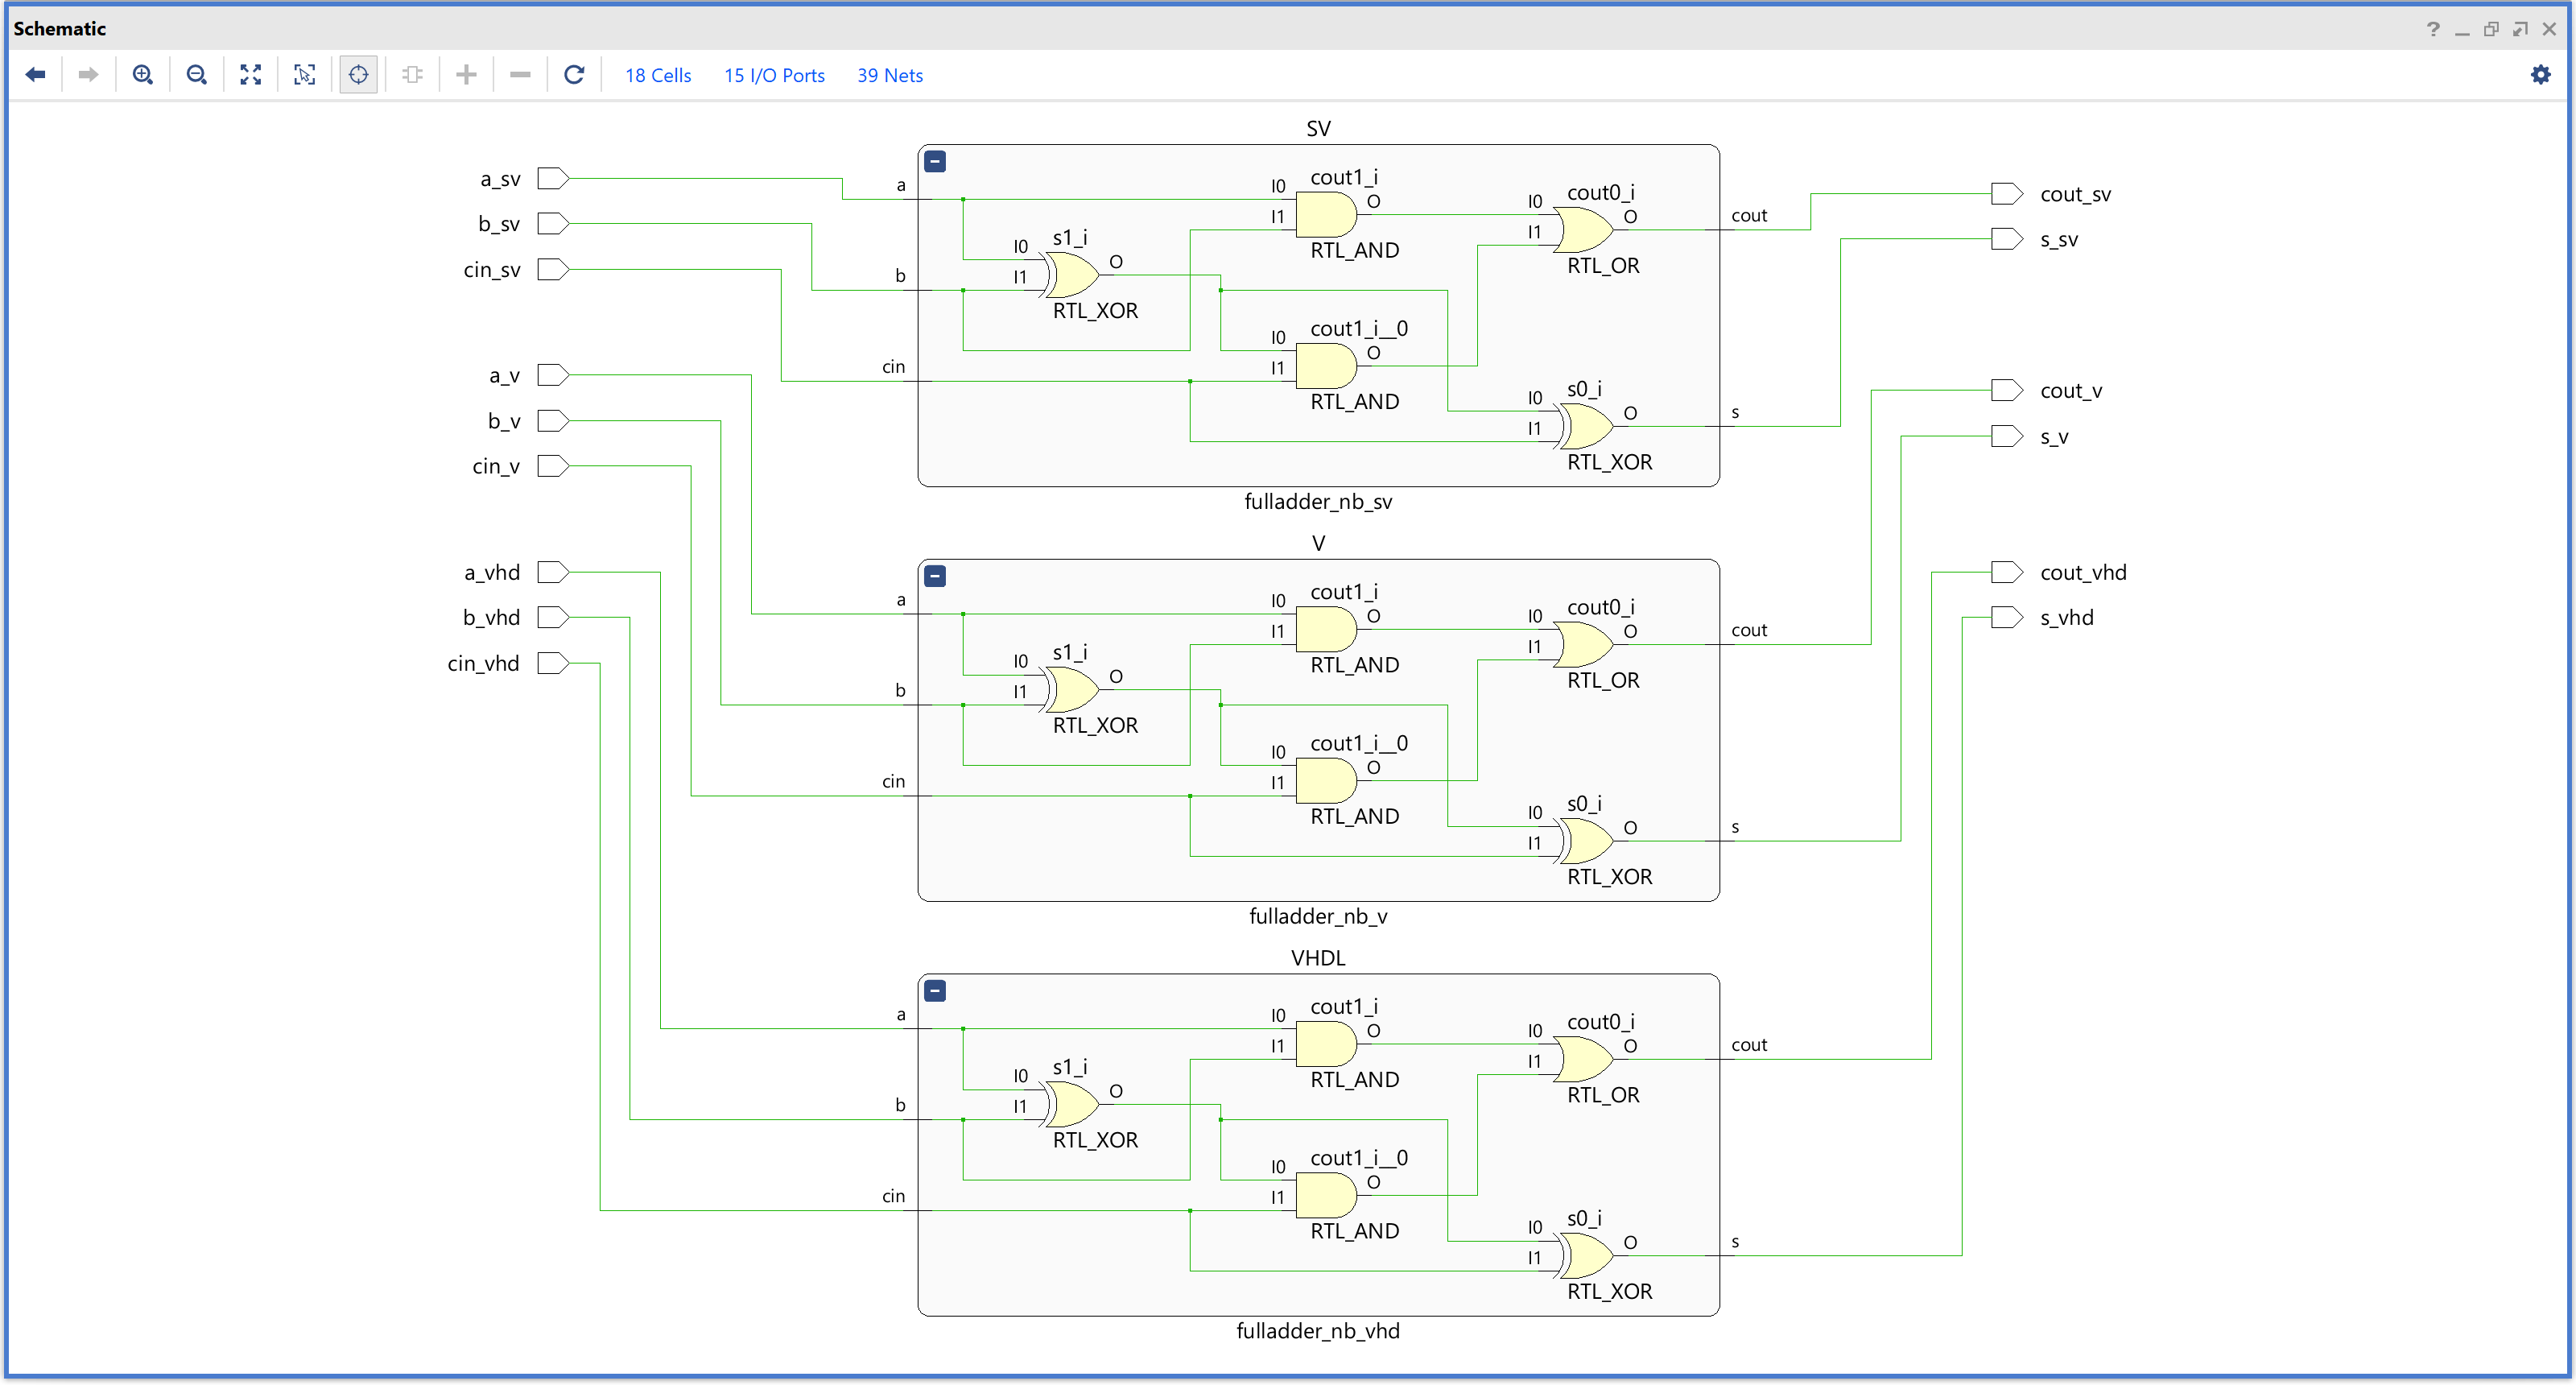 Schematic
18 Cells 15 I/O Ports 39 Nets
SV
a_sv
b_sv
cin_sv
a
b
cin
I0
I1
s1_i
O
RTL_XOR
I0
I1
cout1_i
O
RTL_AND
I0
I1
cout1_i__0
O
RTL_AND
I0
I1
cout0_i
O
RTL_OR
I0
I1
s0_i
O
RTL_XOR
cout
s
cout_sv
s_sv
fulladder_nb_sv
V
a_v
b_v
cin_v
a
b
cin
I0
I1
s1_i
O
RTL_XOR
I0
I1
cout1_i
O
RTL_AND
I0
I1
cout1_i__0
O
RTL_AND
I0
I1
cout0_i
O
RTL_OR
I0
I1
s0_i
O
RTL_XOR
cout
s
cout_v
s_v
fulladder_nb_v
VHDL
a_vhd
b_vhd
cin_vhd
a
b
cin
I0
I1
s1_i
O
RTL_XOR
I0
I1
cout1_i
O
RTL_AND
I0
I1
cout1_i__0
O
RTL_AND
I0
I1
cout0_i
O
RTL_OR
I0
I1
s0_i
O
RTL_XOR
cout
s
cout_vhd
s_vhd
fulladder_nb_vhd